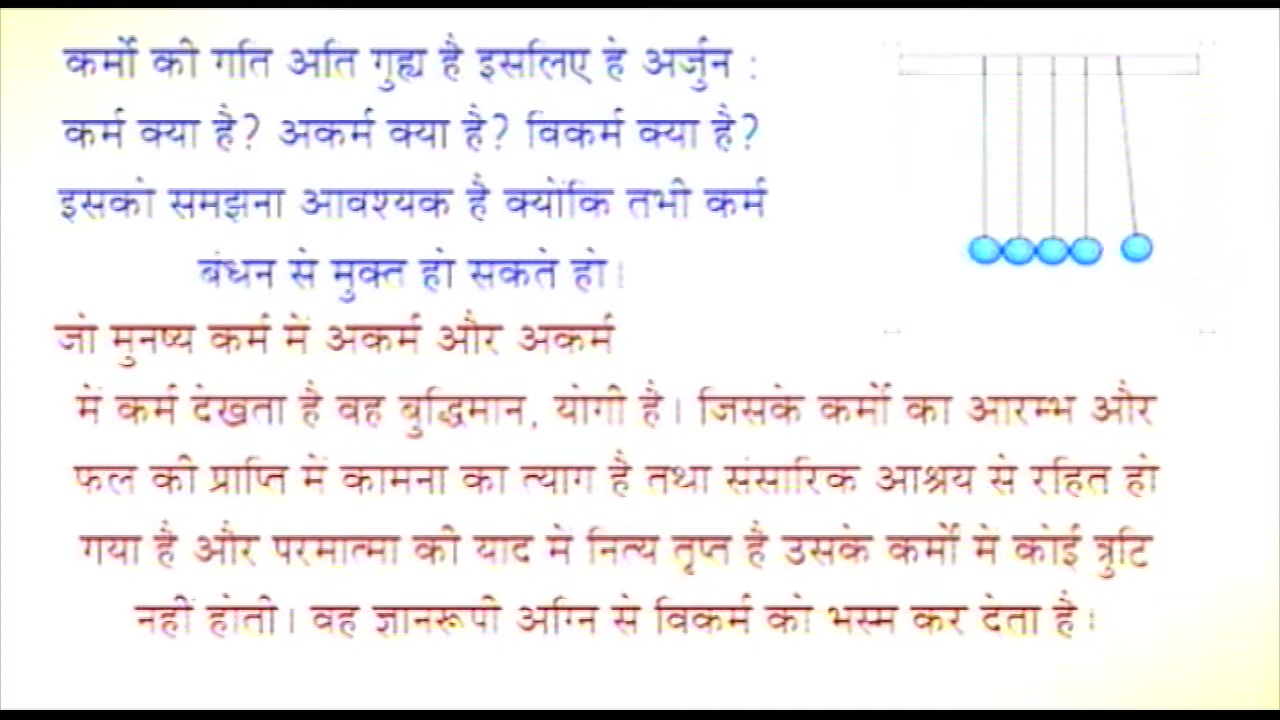 कर्मो की गति अति गुह्य है इसलिए हे अर्जुन :
कर्म क्या है? अकर्म क्या है? विकर्म क्या है?
इसको समझना आवश्यक है क्योंकि तभी कर्म
बंधन से मुक्त हो सकते हो।
जो मुनष्य कर्म में अकर्म और अकर्म
में कर्म देखता है वह बुद्धिमान, योगी है। जिसके कर्मों का आरम्भ और
फल की प्राप्ति में कामना का त्याग है तथा संसारिक आश्रय से रहित हो
गया है और परमात्मा की याद में नित्य तृप्त है उसके कर्मों में कोई त्रुटि
नहीं होती। वह ज्ञानरूपी अग्नि से विकर्म को भस्म कर देता है।